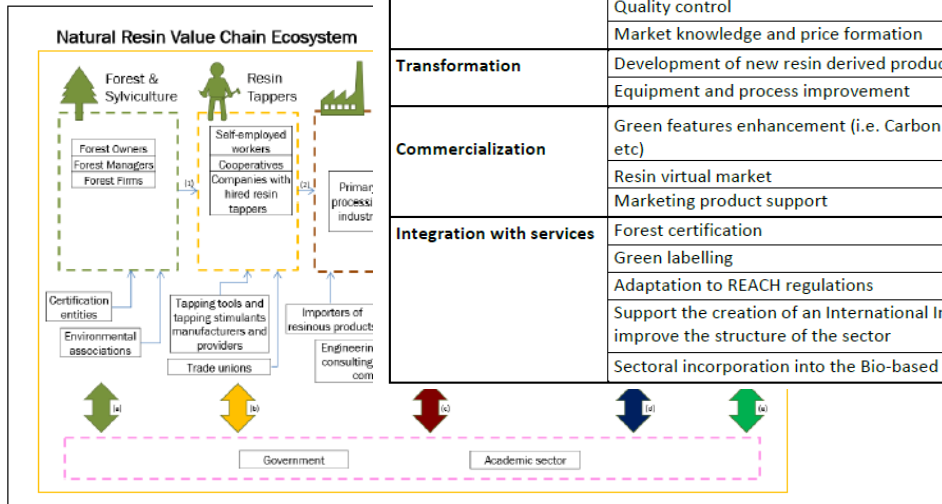 Natural Resin Value Chain Ecosystem
Forest &
Sylviculture
Resin
Tappers
Forest Owners
Forest Managers
Forest Firms
(1)
Self-employed
workers
Cooperatives
Companies with
hired resin
tappers
(2)
Primary
industr
Certification
entities
Environmental
associations
Tapping tools and
tapping stimulants
manufacturers and
providers
Trade unions
Importers of
resinous products
consulting
com
(a)
(b)
(c)
(d)
(e)
Government
Academic sector
Quality control
Market knowledge and price formation
Transformation
Development of new resin derived produc
Equipment and process improvement
Commercialization
Green features enhancement (i.e. Carbon
etc)
Resin virtual market
Marketing product support
Integration with services
Forest certification
Green labelling
Adaptation to REACH regulations
Support the creation of an International I
improve the structure of the sector
Sectoral incorporation into the Bio-based